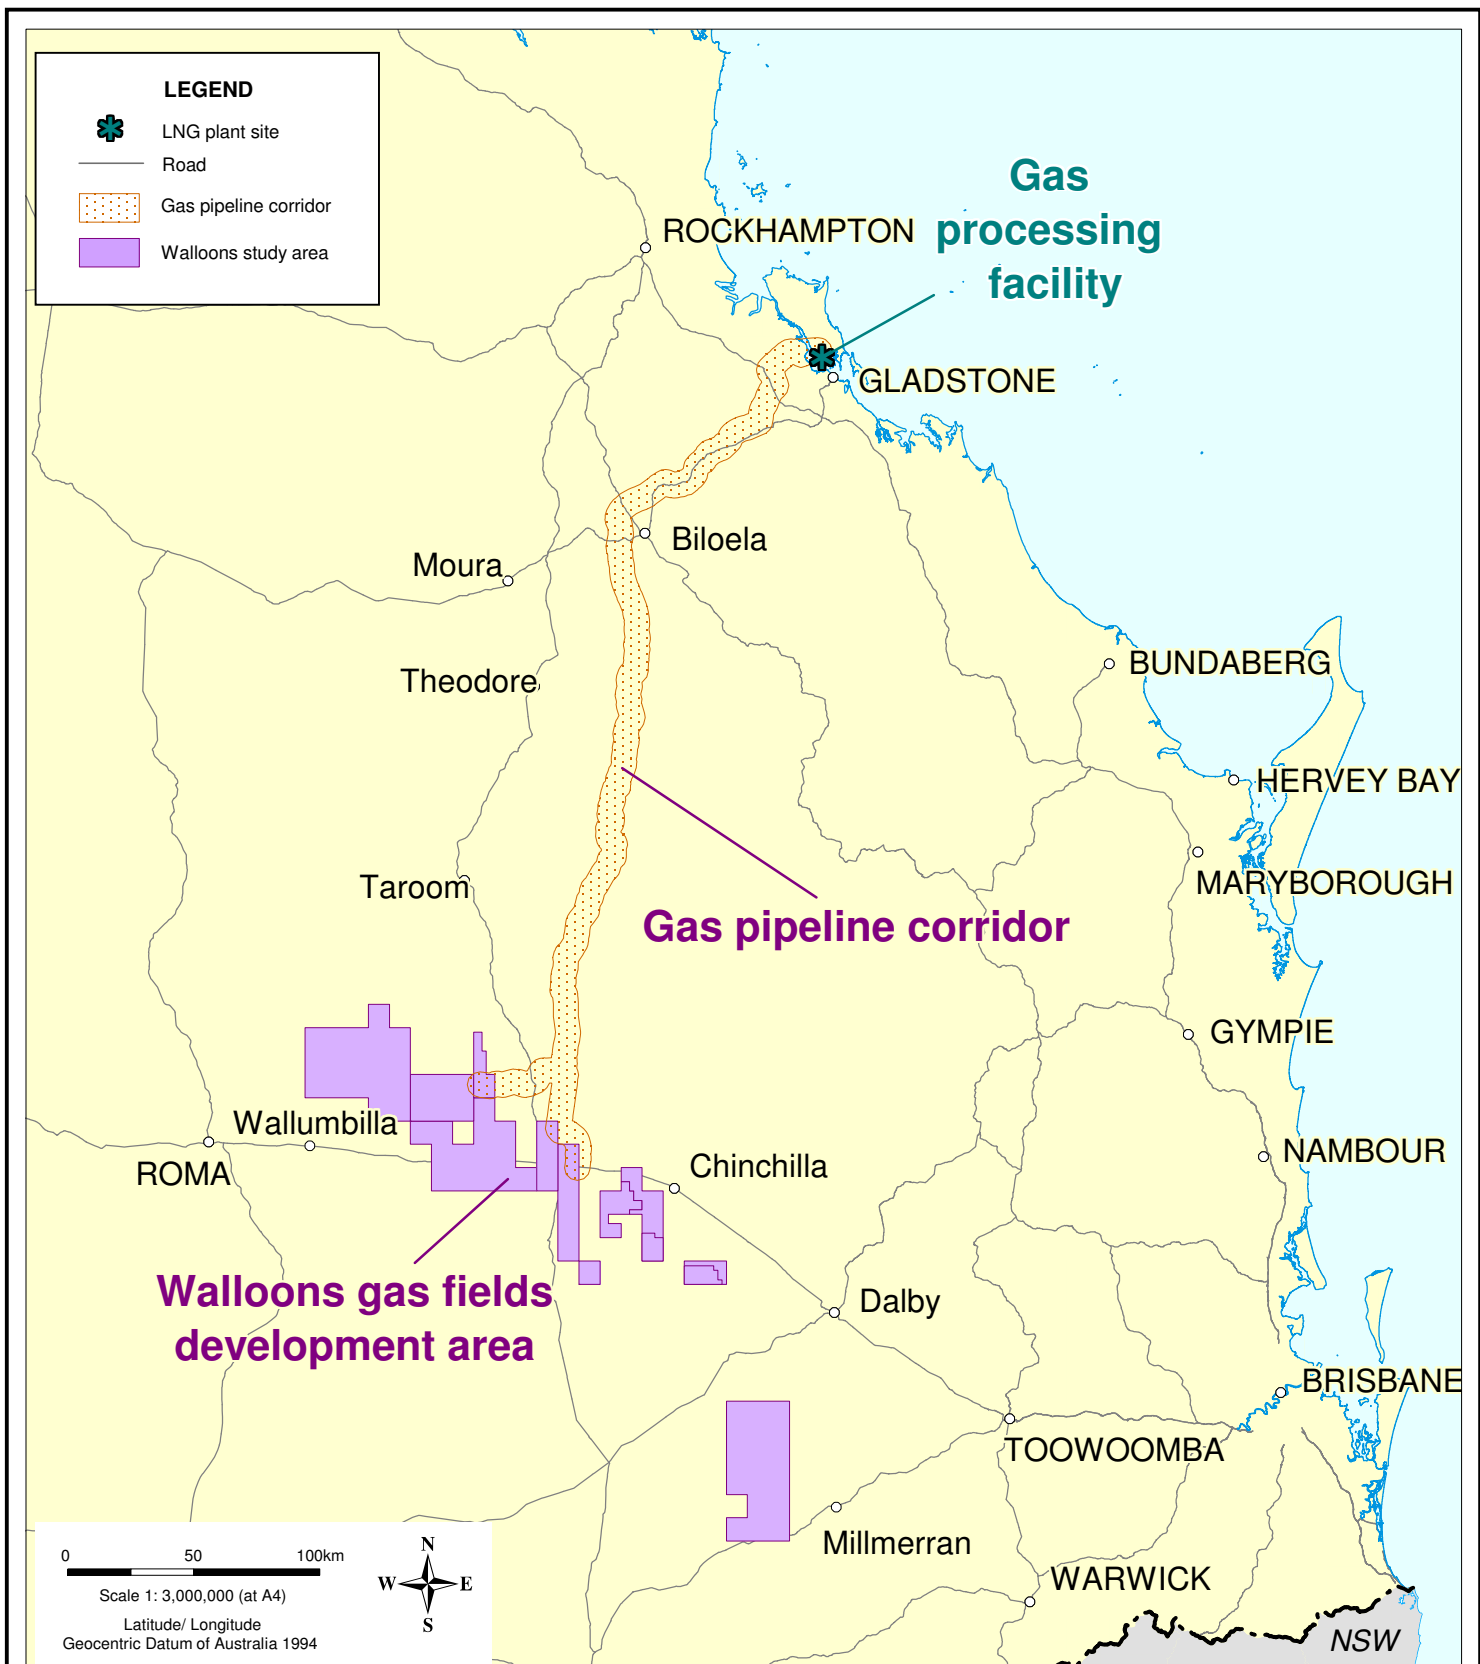 LEGEND
LNG plant site
Road
Gas pipeline corridor
Walloons study area
Gas
processing
facility
ROCKHAMPTON
GLADSTONE
Biloela
Moura
Theodore
BUNDABERG
HERVEY BAY
MARYBOROUGH
Taroom
Gas pipeline corridor
GYMPIE
Wallumbilla
ROMA
Chinchilla
NAMBOUR
Walloons gas fields
development area
Dalby
BRISBANE
TOOWOOMBA
Millmerran
WARWICK
NSW
0 50 100km
Scale 1: 3,000,000 (at A4)
Latitude/ Longitude
Geocentric Datum of Australia 1994
N
W E
S